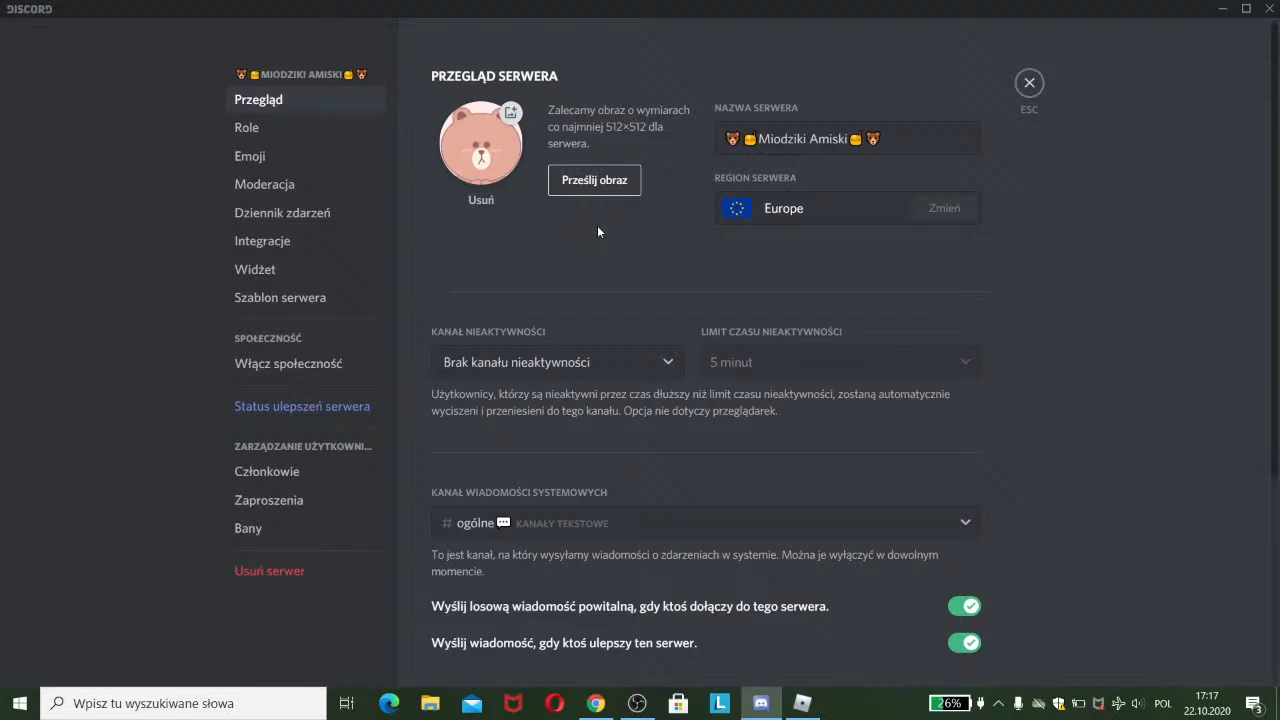 DISCORD
🐻🍯MIODZIKI AMISKI🍯🐻
Przegląd
Role
Emoji
Moderacja
Dziennik zdarzeń
Integracje
Widżet
Szablon serwera
SPOŁECZNOŚĆ
Włącz społeczność
Status ulepszeń serwera
ZARZĄDZANIE UŻYTKOWNI...
Członkowie
Zaproszenia
Bany
Usuń serwer
PRZEGLĄD SERWERA
Usuń
Zalecamy obraz o wymiarach
co najmniej 512×512 dla
serwera.
Prześlij obraz
NAZWA SERWERA
🐻🍯Miodziki Amiski🍯🐻
REGION SERWERA
Europe
Zmień
ESC
KANAŁ NIEAKTYWNOŚCI
Brak kanału nieaktywności
LIMIT CZASU NIEAKTYWNOŚCI
5 minut
Użytkownicy, którzy są nieaktywni przez czas dłuższy niż limit czasu nieaktywności, zostaną automatycznie
wyciszeni i przeniesieni do tego kanału. Opcja nie dotyczy przeglądarek.
KANAŁ WIADOMOŚCI SYSTEMOWYCH
# ogólne💬 KANAŁY TEKSTOWE
To jest kanał, na który wysyłamy wiadomości o zdarzeniach w systemie. Można je wyłączyć w dowolnym
momencie.
Wyślij losową wiadomość powitalną, gdy ktoś dołączy do tego serwera.
Wyślij wiadomość, gdy ktoś ulepszy ten serwer.
Wpisz tu wyszukiwane słowa
L
26%
POL
17:17
22.10.2020
3